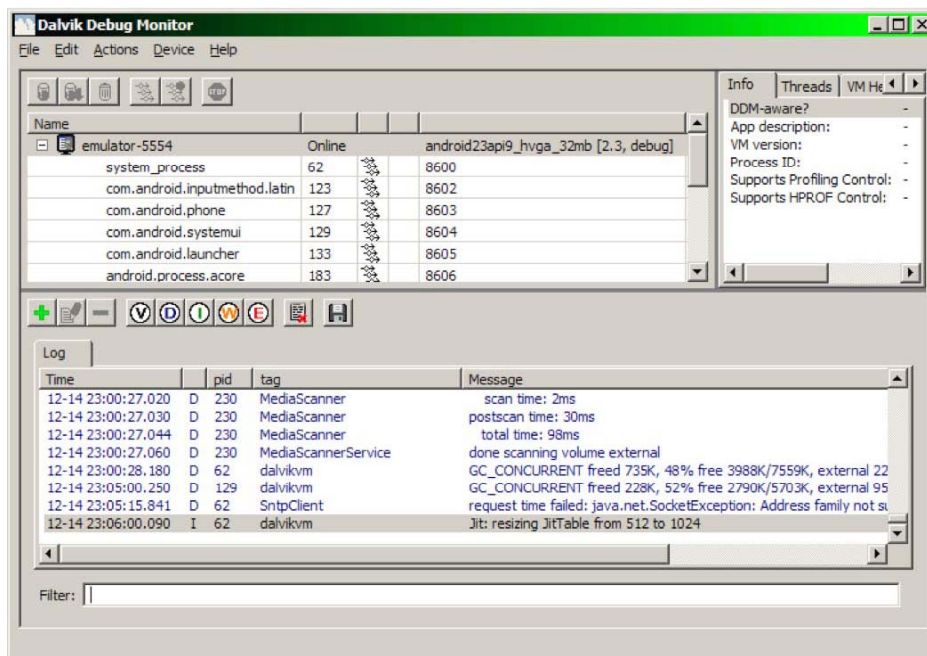 Dalvik Debug Monitor
File Edit Actions Device Help
STOP
Info Threads VM He
Name
emulator-5554 Online android23api9_hvga_32mb [2.3, debug]
system_process 62 8600
com.android.inputmethod.latin 123 8602
com.android.phone 127 8603
com.android.systemui 129 8604
com.android.launcher 133 8605
android.process.acore 183 8606
DDM-aware? -
App description: -
VM version: -
Process ID: -
Supports Profiling Control: -
Supports HPROF Control: -
V D I W E
Log
Time pid tag Message
12-14 23:00:27.020 D 230 MediaScanner scan time: 2ms
12-14 23:00:27.030 D 230 MediaScanner postscan time: 30ms
12-14 23:00:27.044 D 230 MediaScanner total time: 98ms
12-14 23:00:27.060 D 230 MediaScannerService done scanning volume external
12-14 23:00:28.180 D 62 dalvikvm GC_CONCURRENT freed 735K, 48% free 3988K/7559K, external 22
12-14 23:05:00.250 D 129 dalvikvm GC_CONCURRENT freed 228K, 52% free 2790K/5703K, external 95
12-14 23:05:15.841 D 62 SntpClient request time failed: java.net.SocketException: Address family not su
12-14 23:06:00.090 I 62 dalvikvm Jit: resizing JitTable from 512 to 1024
Filter: